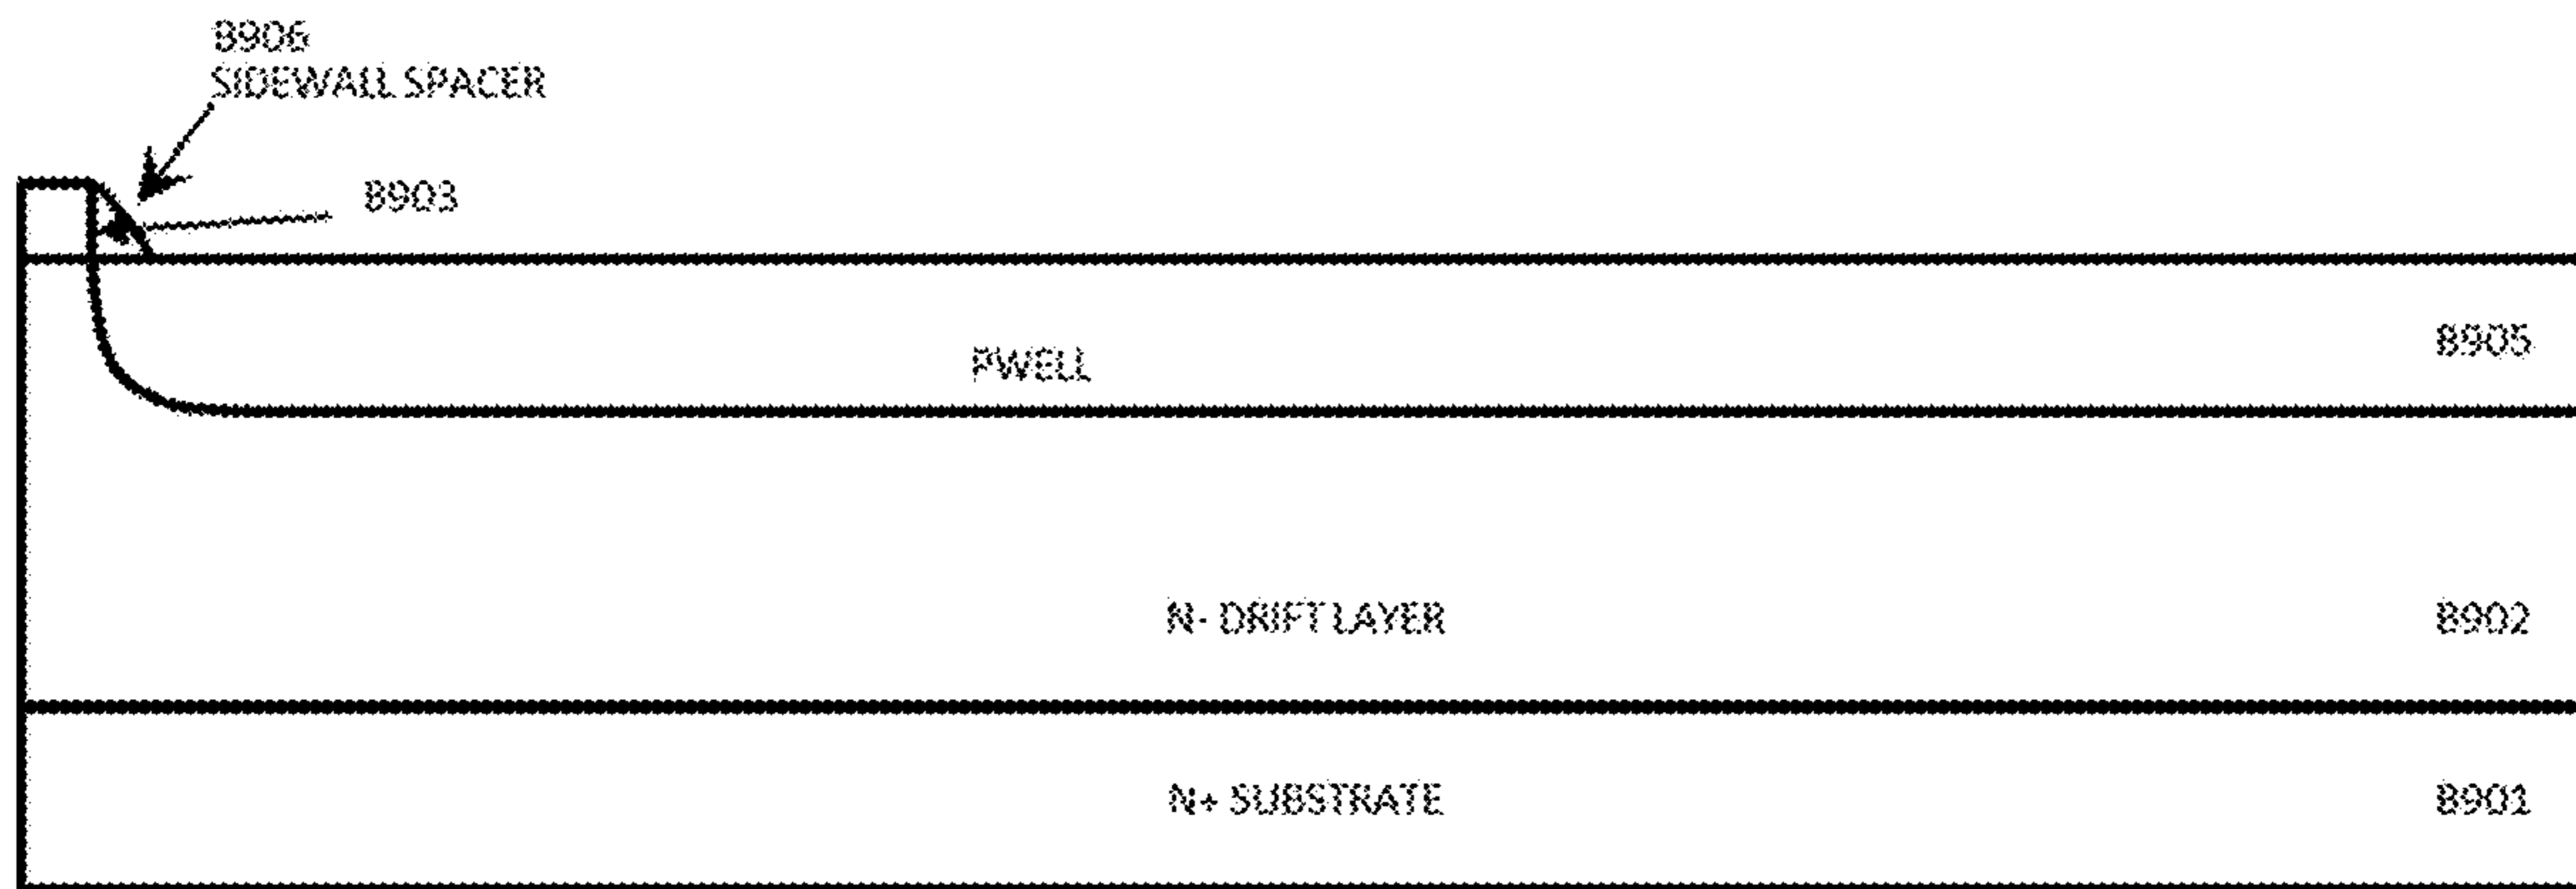 B906
SIDEWALL SPACER
B903
PWELL
B905
N- DRIFT LAYER
B902
N+ SUBSTRATE
B901